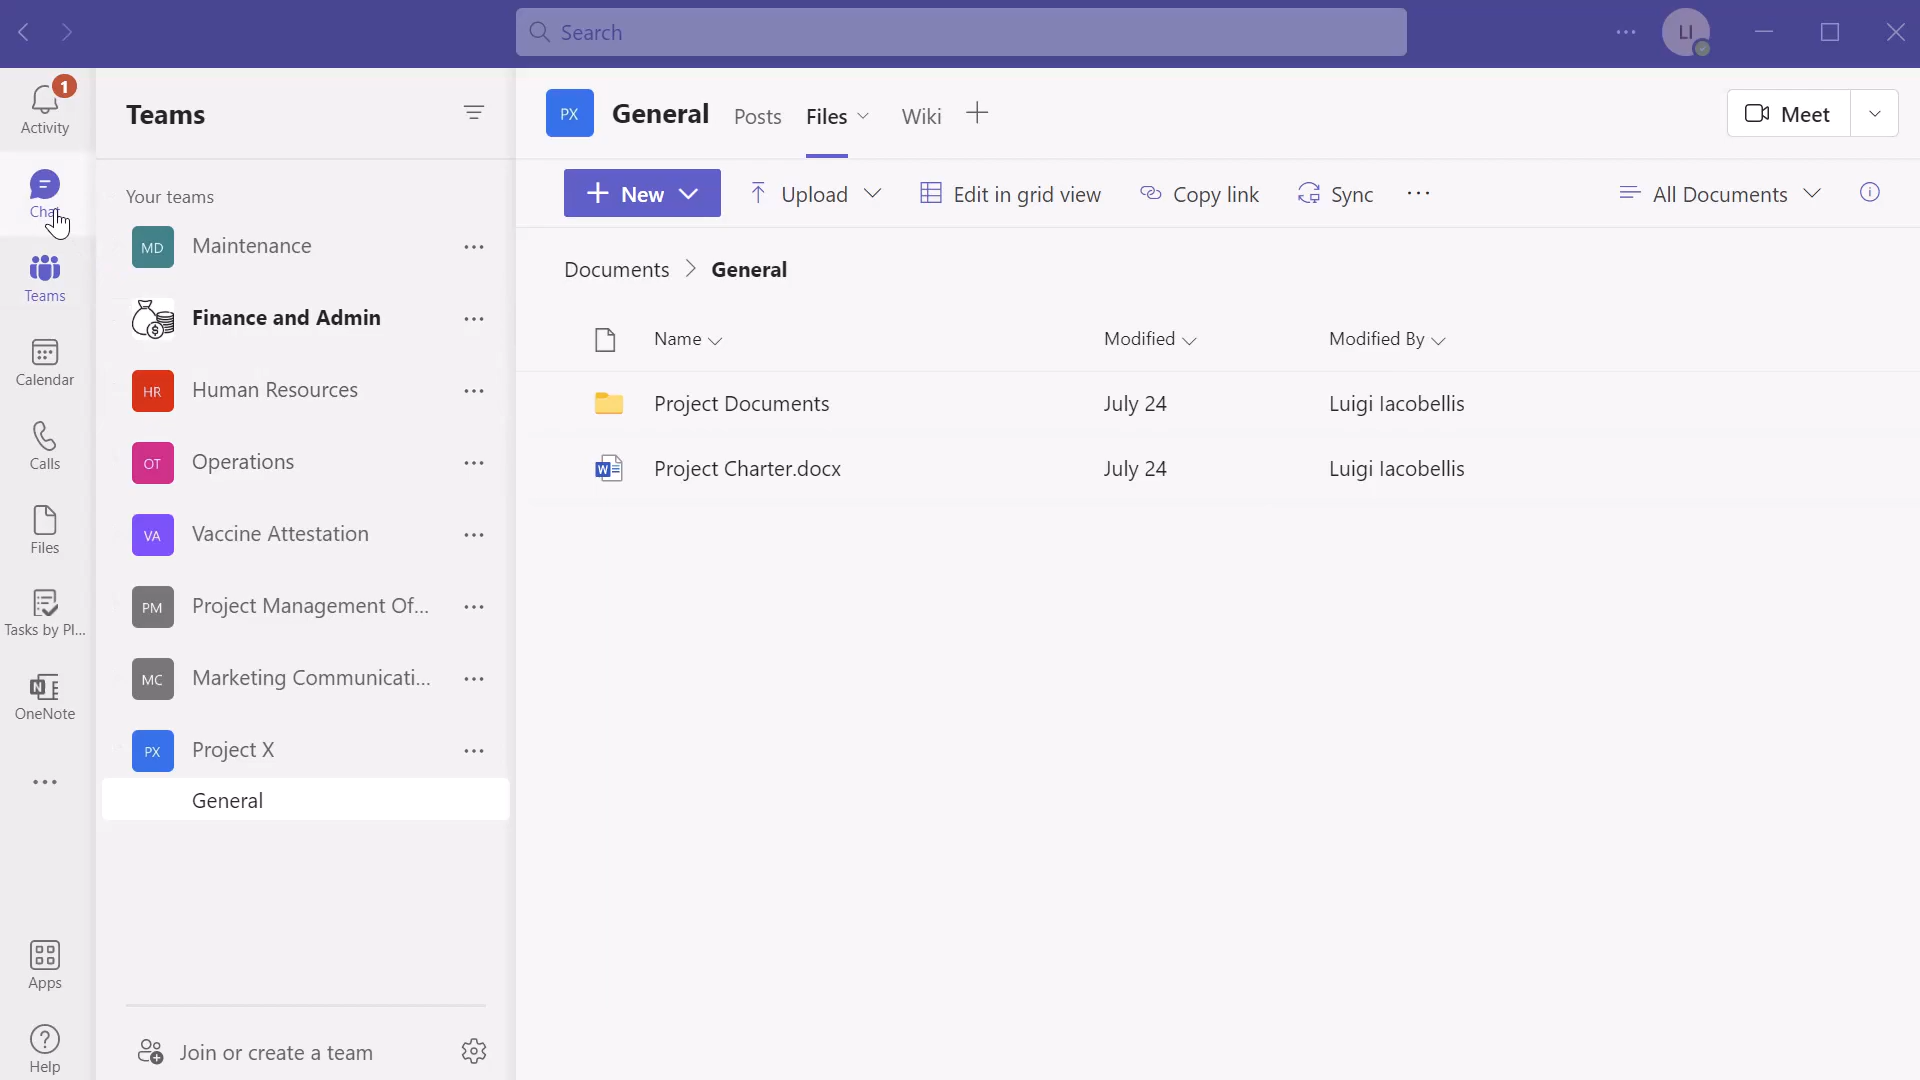 Search
LI
1
Activity
Chat
Teams
Calendar
Calls
Files
Tasks by Pl...
OneNote
Apps
Help
Teams
Your teams
MD Maintenance
Finance and Admin
HR Human Resources
OT Operations
VA Vaccine Attestation
PM Project Management Of...
MC Marketing Communicati...
PX Project X
General
Join or create a team
PX General Posts Files Wiki Meet
New Upload Edit in grid view Copy link Sync All Documents
Documents General
Name Modified Modified By
Project Documents July 24 Luigi Iacobellis
Project Charter.docx July 24 Luigi Iacobellis